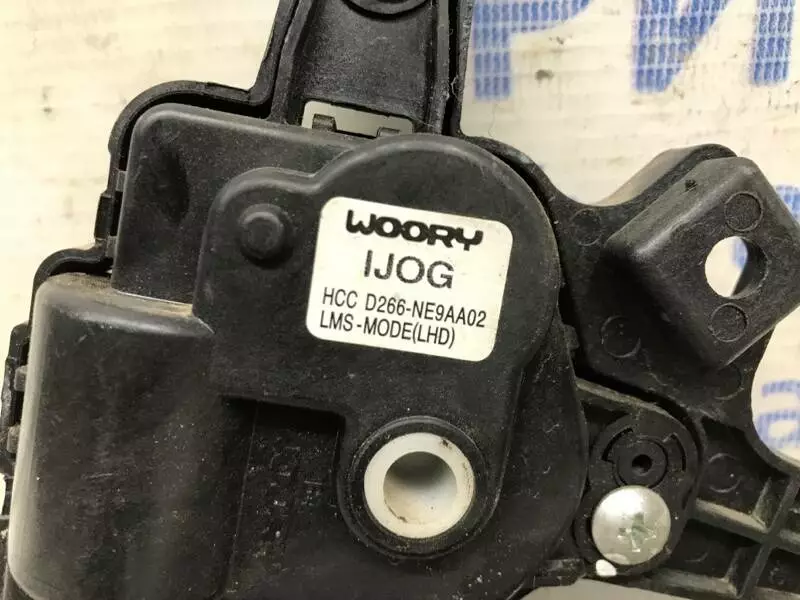 WOORY
IJOG
HCC D266-NE9AA02
LMS-MODE(LHD)